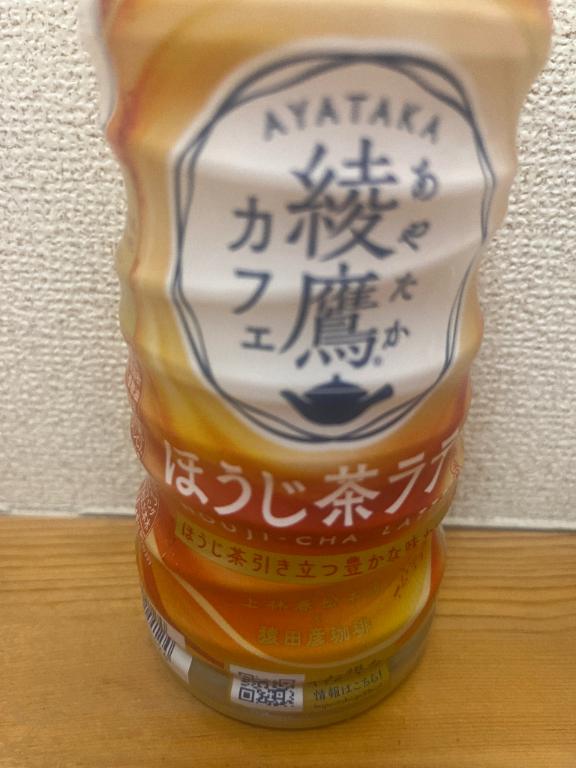 AYATAKA
綾鷹
あやたか
カフェ
ほうじ茶ラテ
HOUJI-CHA LATTE
ほうじ茶引き立つ豊かな味わ
上林春松
猿田彦珈琲
情報はこちら!